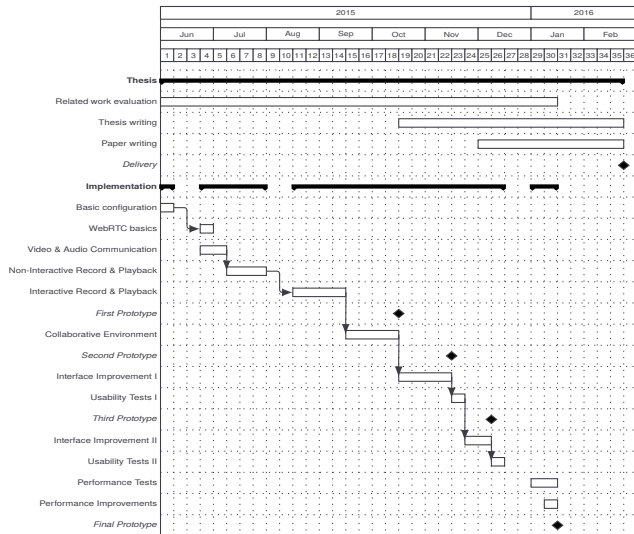 2015 2016
Jun Jul Aug Sep Oct Nov Dec Jan Feb
1 2 3 4 5 6 7 8 9 10 11 12 13 14 15 16 17 18 19 20 21 22 23 24 25 26 27 28 29 30 31 32 33 34 35 36
Thesis
Related work evaluation
Thesis writing
Paper writing
Delivery
Implementation
Basic configuration
WebRTC basics
Video & Audio Communication
Non-Interactive Record & Playback
Interactive Record & Playback
First Prototype
Collaborative Environment
Second Prototype
Interface Improvement I
Usability Tests I
Third Prototype
Interface Improvement II
Usability Tests II
Performance Tests
Performance Improvements
Final Prototype